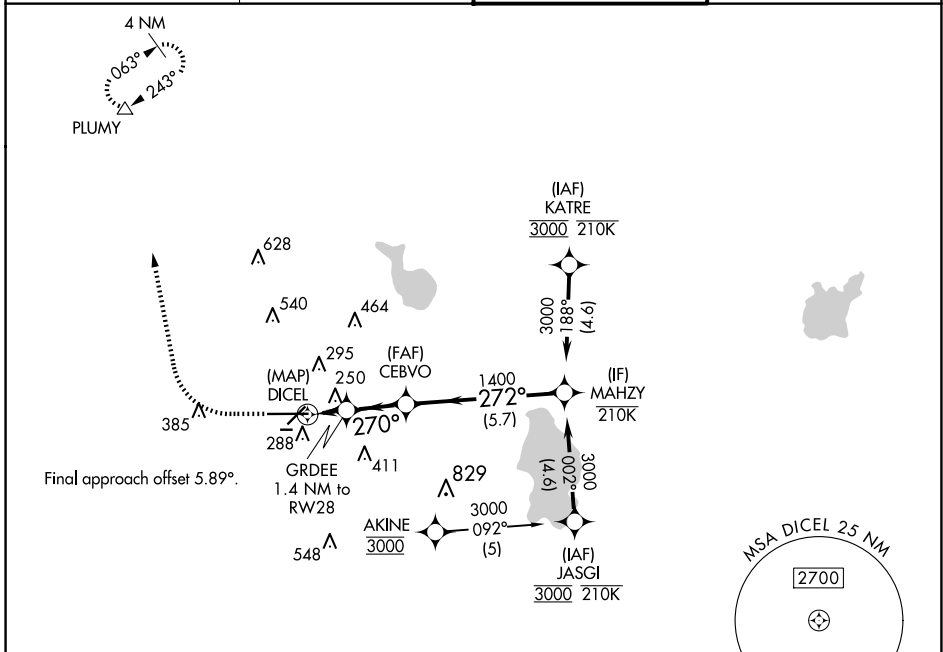 4 NM
063°
243°
PLUMY
(IAF)
KATRE
3000 210K
628
540
464
3000
188°
(4.6)
295
(FAF)
CEBVO
(MAP)
DICEL
250
1400
272°
(5.7)
(IF)
MAHZY
210K
385
288
270°
Final approach offset 5.89°.
GRDEE
1.4 NM to
RW28
411
829
3000
002°
(4.6)
AKINE
3000
3000
092°
(5)
548
(IAF)
JASGI
3000 210K
MSA DICEL 25 NM
2700